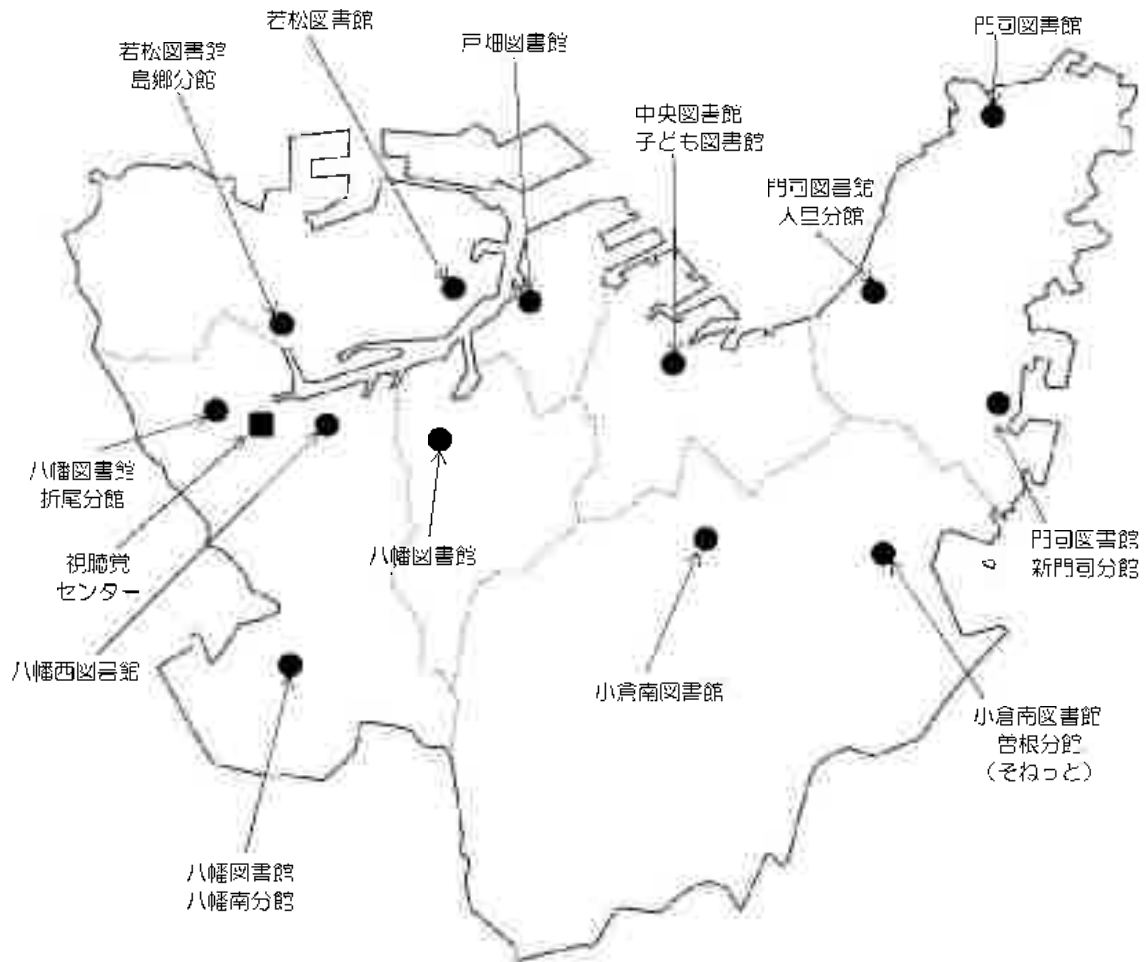 若松図書館
若松図書館
島郷分館
戸畑図書館
門司図書館
中央図書館
子ども図書館
門司図書館
大里分館
八幡図書館
折尾分館
視聴覚
センター
八幡図書館
門司図書館
新門司分館
八幡西図書館
小倉南図書館
小倉南図書館
曽根分館
（そねっと）
八幡図書館
八幡南分館